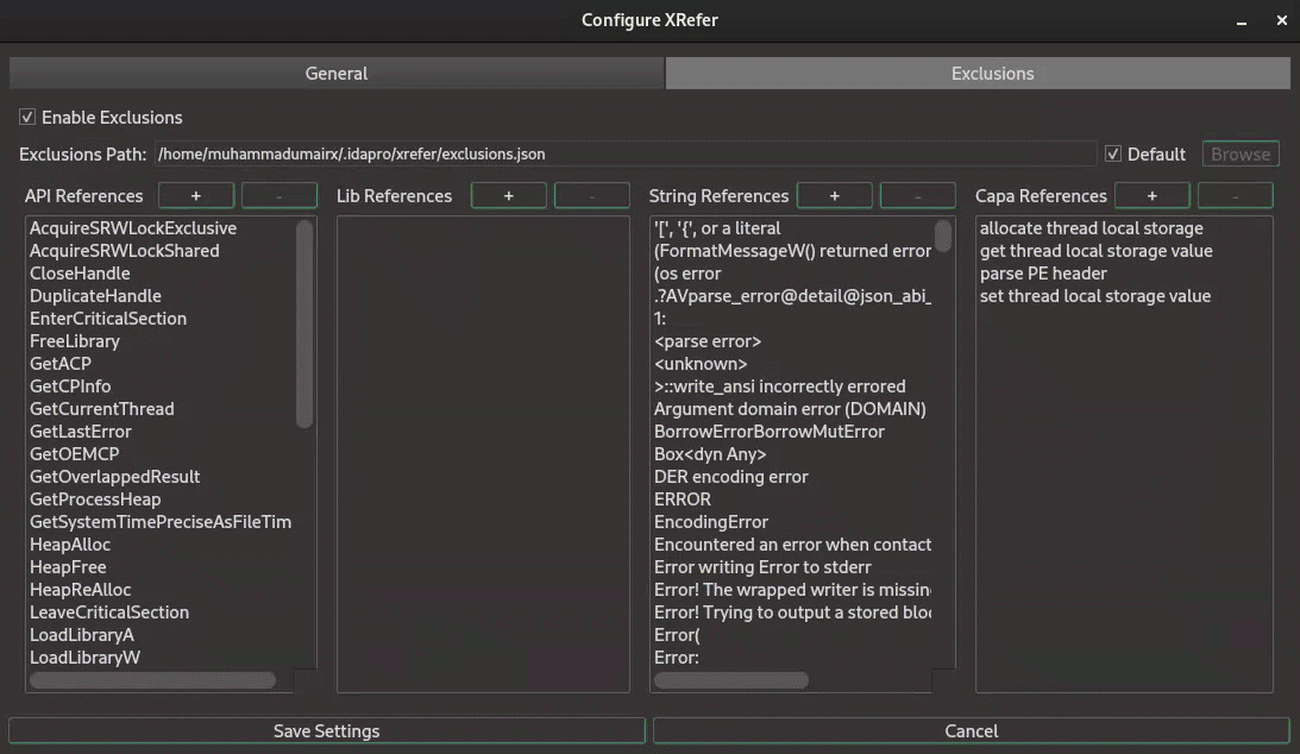 Configure XRefer
General
Exclusions
Enable Exclusions
Exclusions Path: /home/muhammadumairx/.idapro/xrefer/exclusions.json Default Browse
API References + -
AcquireSRWLockExclusive
AcquireSRWLockShared
CloseHandle
DuplicateHandle
EnterCriticalSection
FreeLibrary
GetACP
GetCPInfo
GetCurrentThread
GetLastError
GetOEMCP
GetOverlappedResult
GetProcessHeap
GetSystemTimePreciseAsFileTim
HeapAlloc
HeapFree
HeapReAlloc
LeaveCriticalSection
LoadLibraryA
LoadLibraryW
Lib References + -
String References + -
'[', '{', or a literal
(FormatMessageW() returned error
(os error
.?AVparse_error@detail@json_abi_
1:
<parse error>
<unknown>
>::write_ansi incorrectly errored
Argument domain error (DOMAIN)
BorrowErrorBorrowMutError
Box<dyn Any>
DER encoding error
ERROR
EncodingError
Encountered an error when contact
Error writing Error to stderr
Error! The wrapped writer is missin
Error! Trying to output a stored bloc
Error(
Error:
Capa References + -
allocate thread local storage
get thread local storage value
parse PE header
set thread local storage value
Save Settings
Cancel